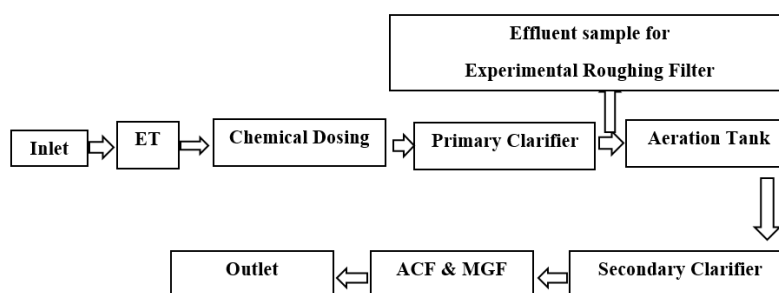 Effluent sample for
Experimental Roughing Filter
Inlet
ET
Chemical Dosing
Primary Clarifier
Aeration Tank
Outlet
ACF & MGF
Secondary Clarifier